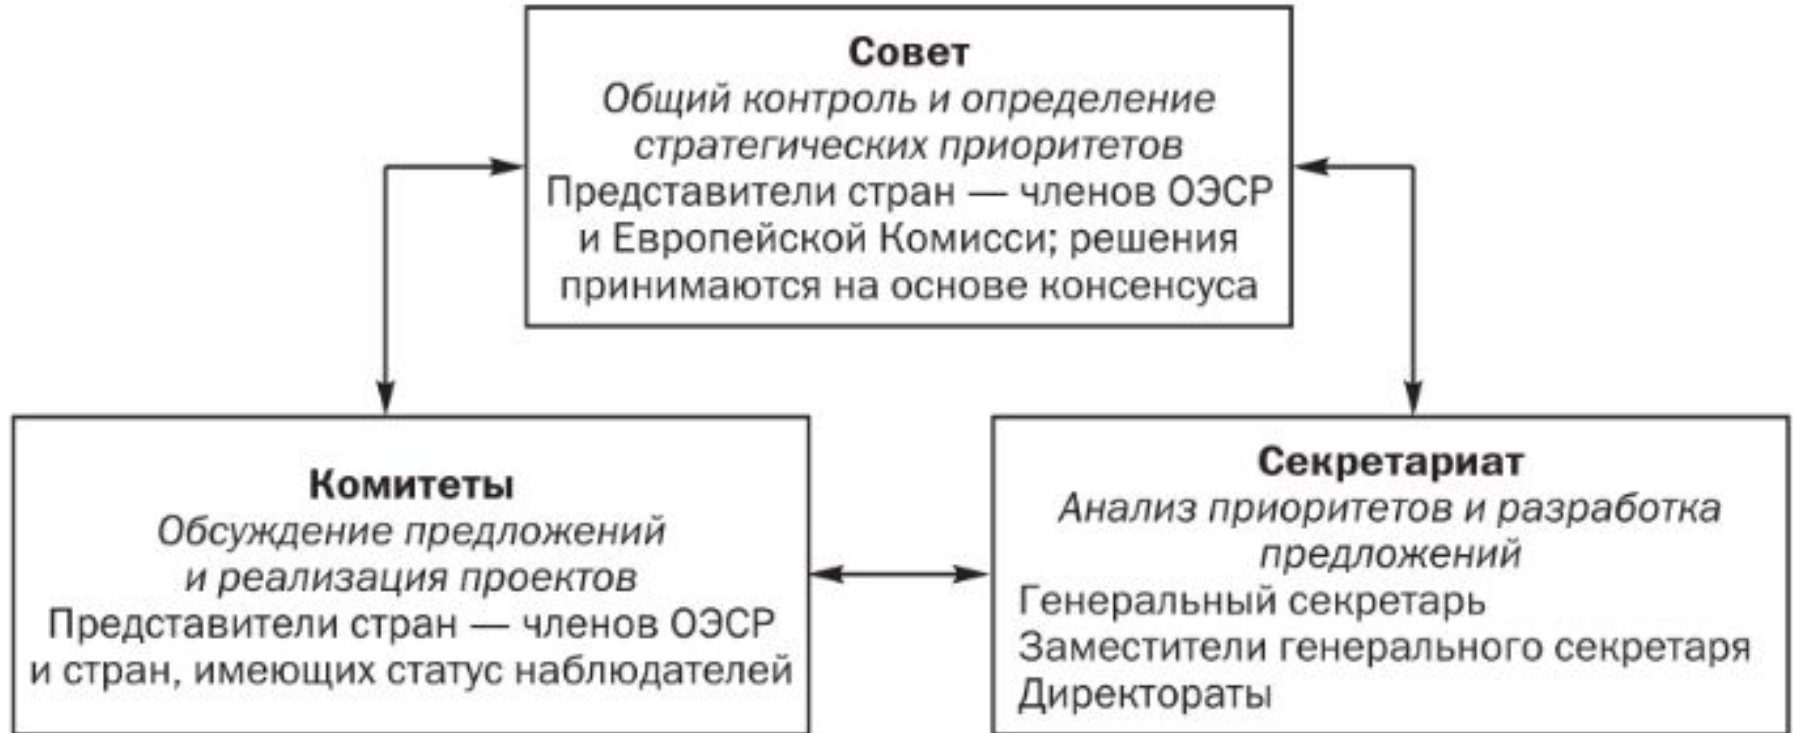 Совет
Общий контроль и определение
стратегических приоритетов
Представители стран — членов ОЭСР
и Европейской Комисси; решения
принимаются на основе консенсуса
Комитеты
Обсуждение предложений
и реализация проектов
Представители стран — членов ОЭСР
и стран, имеющих статус наблюдателей
Секретариат
Анализ приоритетов и разработка
предложений
Генеральный секретарь
Заместители генерального секретаря
Директораты